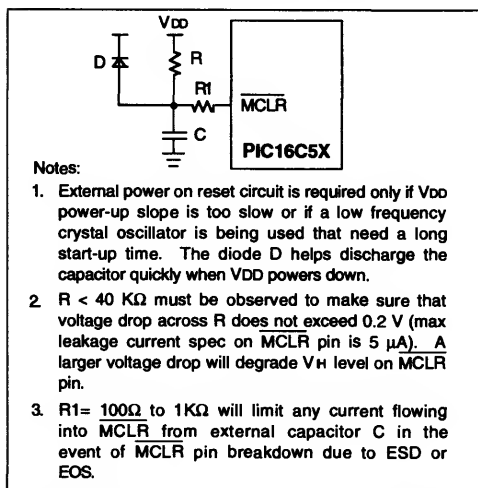 VDD
D
R
R1
MCLR
C
PIC16C5X
Notes:
1. External power on reset circuit is required only if VDD
power-up slope is too slow or if a low frequency
crystal oscillator is being used that need a long
start-up time. The diode D helps discharge the
capacitor quickly when VDD powers down.
2 R < 40 KΩ must be observed to make sure that
voltage drop across R does not exceed 0.2 V (max
leakage current spec on MCLR pin is 5 µA). A
larger voltage drop will degrade VH level on MCLR
pin.
3. R1= 100Ω to 1KΩ will limit any current flowing
into MCLR from external capacitor C in the
event of MCLR pin breakdown due to ESD or
EOS.